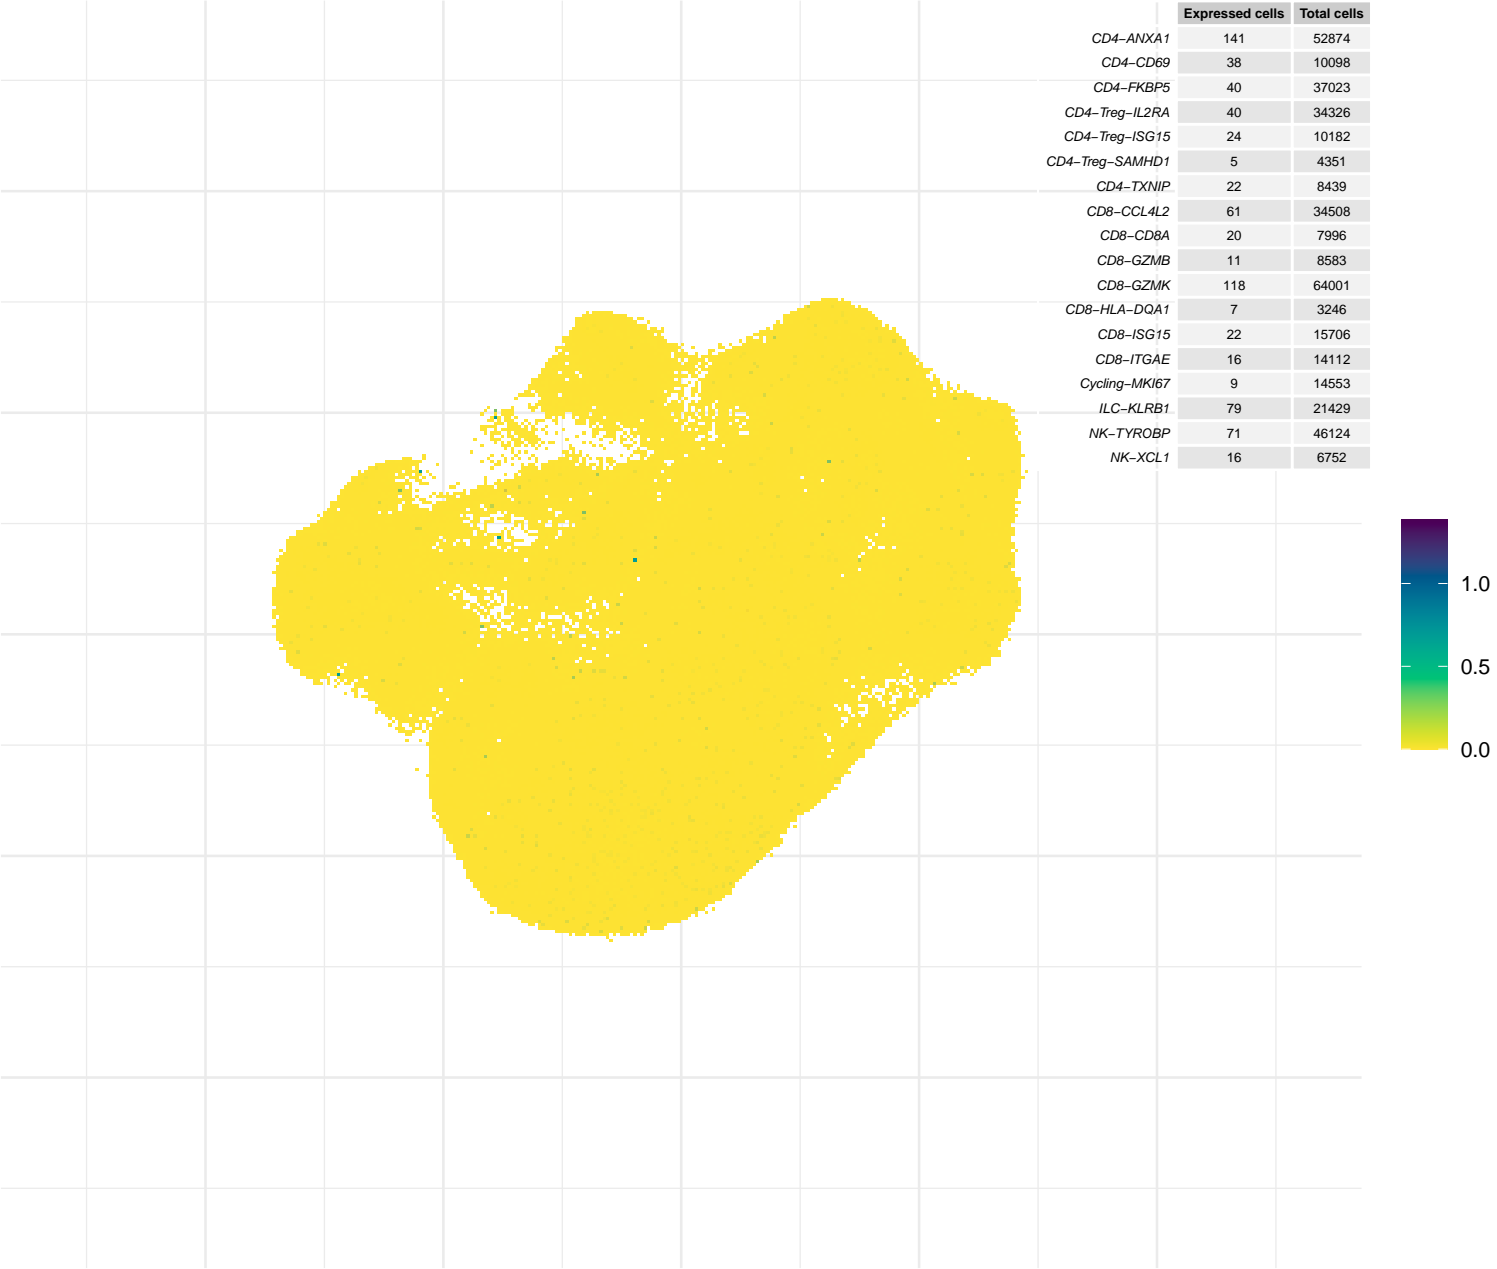 Expressed cells Total cells
CD4−ANXA1 141 52874
CD4−CD69 38 10098
CD4−FKBP5 40 37023
CD4−Treg−IL2RA 40 34326
CD4−Treg−ISG15 24 10182
CD4−Treg−SAMHD1 5 4351
CD4−TXNIP 22 8439
CD8−CCL4L2 61 34508
CD8−CD8A 20 7996
CD8−GZMB 11 8583
CD8−GZMK 118 64001
CD8−HLA−DQA1 7 3246
CD8−ISG15 22 15706
CD8−ITGAE 16 14112
Cycling−MKI67 9 14553
ILC−KLRB1 79 21429
NK−TYROBP 71 46124
NK−XCL1 16 6752
1.0
0.5
0.0